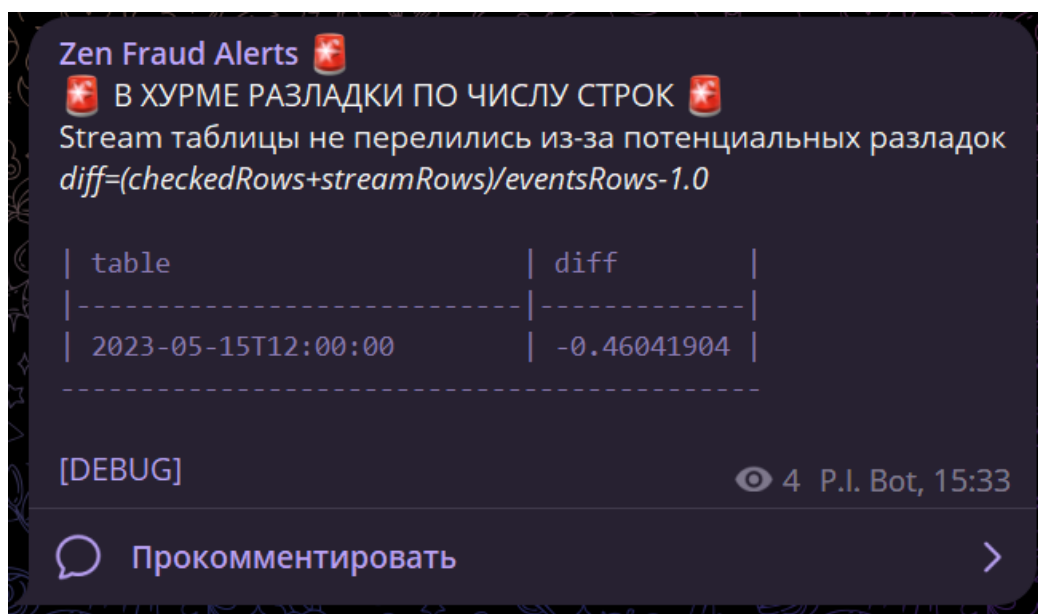 Zen Fraud Alerts 🚨
🚨 В ХУРМЕ РАЗЛАДКИ ПО ЧИСЛУ СТРОК 🚨
Stream таблицы не перелились из-за потенциальных разладок
diff=(checkedRows+streamRows)/eventsRows-1.0
| table | diff |
|----------------------------|-------------|
| 2023-05-15T12:00:00 | -0.46041904 |
--------------------------------------------
[DEBUG]
4 P.I. Bot, 15:33
Прокомментировать